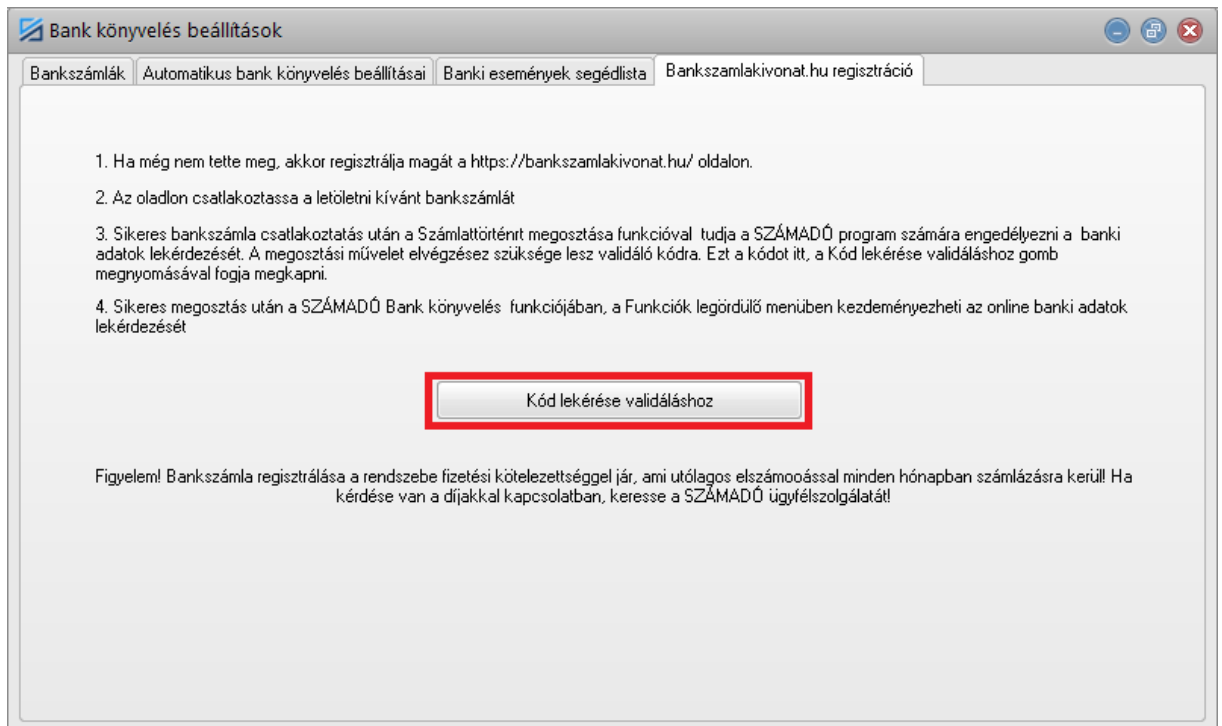 Bank könyvelés beállítások
Bankszámlák
Automatikus bank könyvelés beállításai
Banki események segédlista
Bankszamlakivonat.hu regisztráció
1. Ha még nem tette meg, akkor regisztrálja magát a https://bankszamlakivonat.hu/ oldalon.
2. Az oladlon csatlakoztassa a letöletni kívánt bankszámlát
3. Sikeres bankszámla csatlakoztatás után a Számlattörténrt megosztása funkcióval tudja a SZÁMADÓ program számára engedélyezni a banki
adatok lekérdezését. A megosztási művelet elvégzésez szüksége lesz validáló kódra. Ezt a kódot itt, a Kód lekérése validáláshoz gomb
megnyomásával fogja megkapni.
4. Sikeres megosztás után a SZÁMADÓ Bank könyvelés funkciójában, a Funkciók legördülő menüben kezdeményezheti az online banki adatok
lekérdezését
Kód lekérése validáláshoz
Figyelem! Bankszámla regisztrálása a rendszebe fizetési kötelezettséggel jár, ami utólagos elszámooással minden hónapban számlázásra kerül! Ha
kérdése van a díjakkal kapcsolatban, keresse a SZÁMADÓ ügyfélszolgálatát!